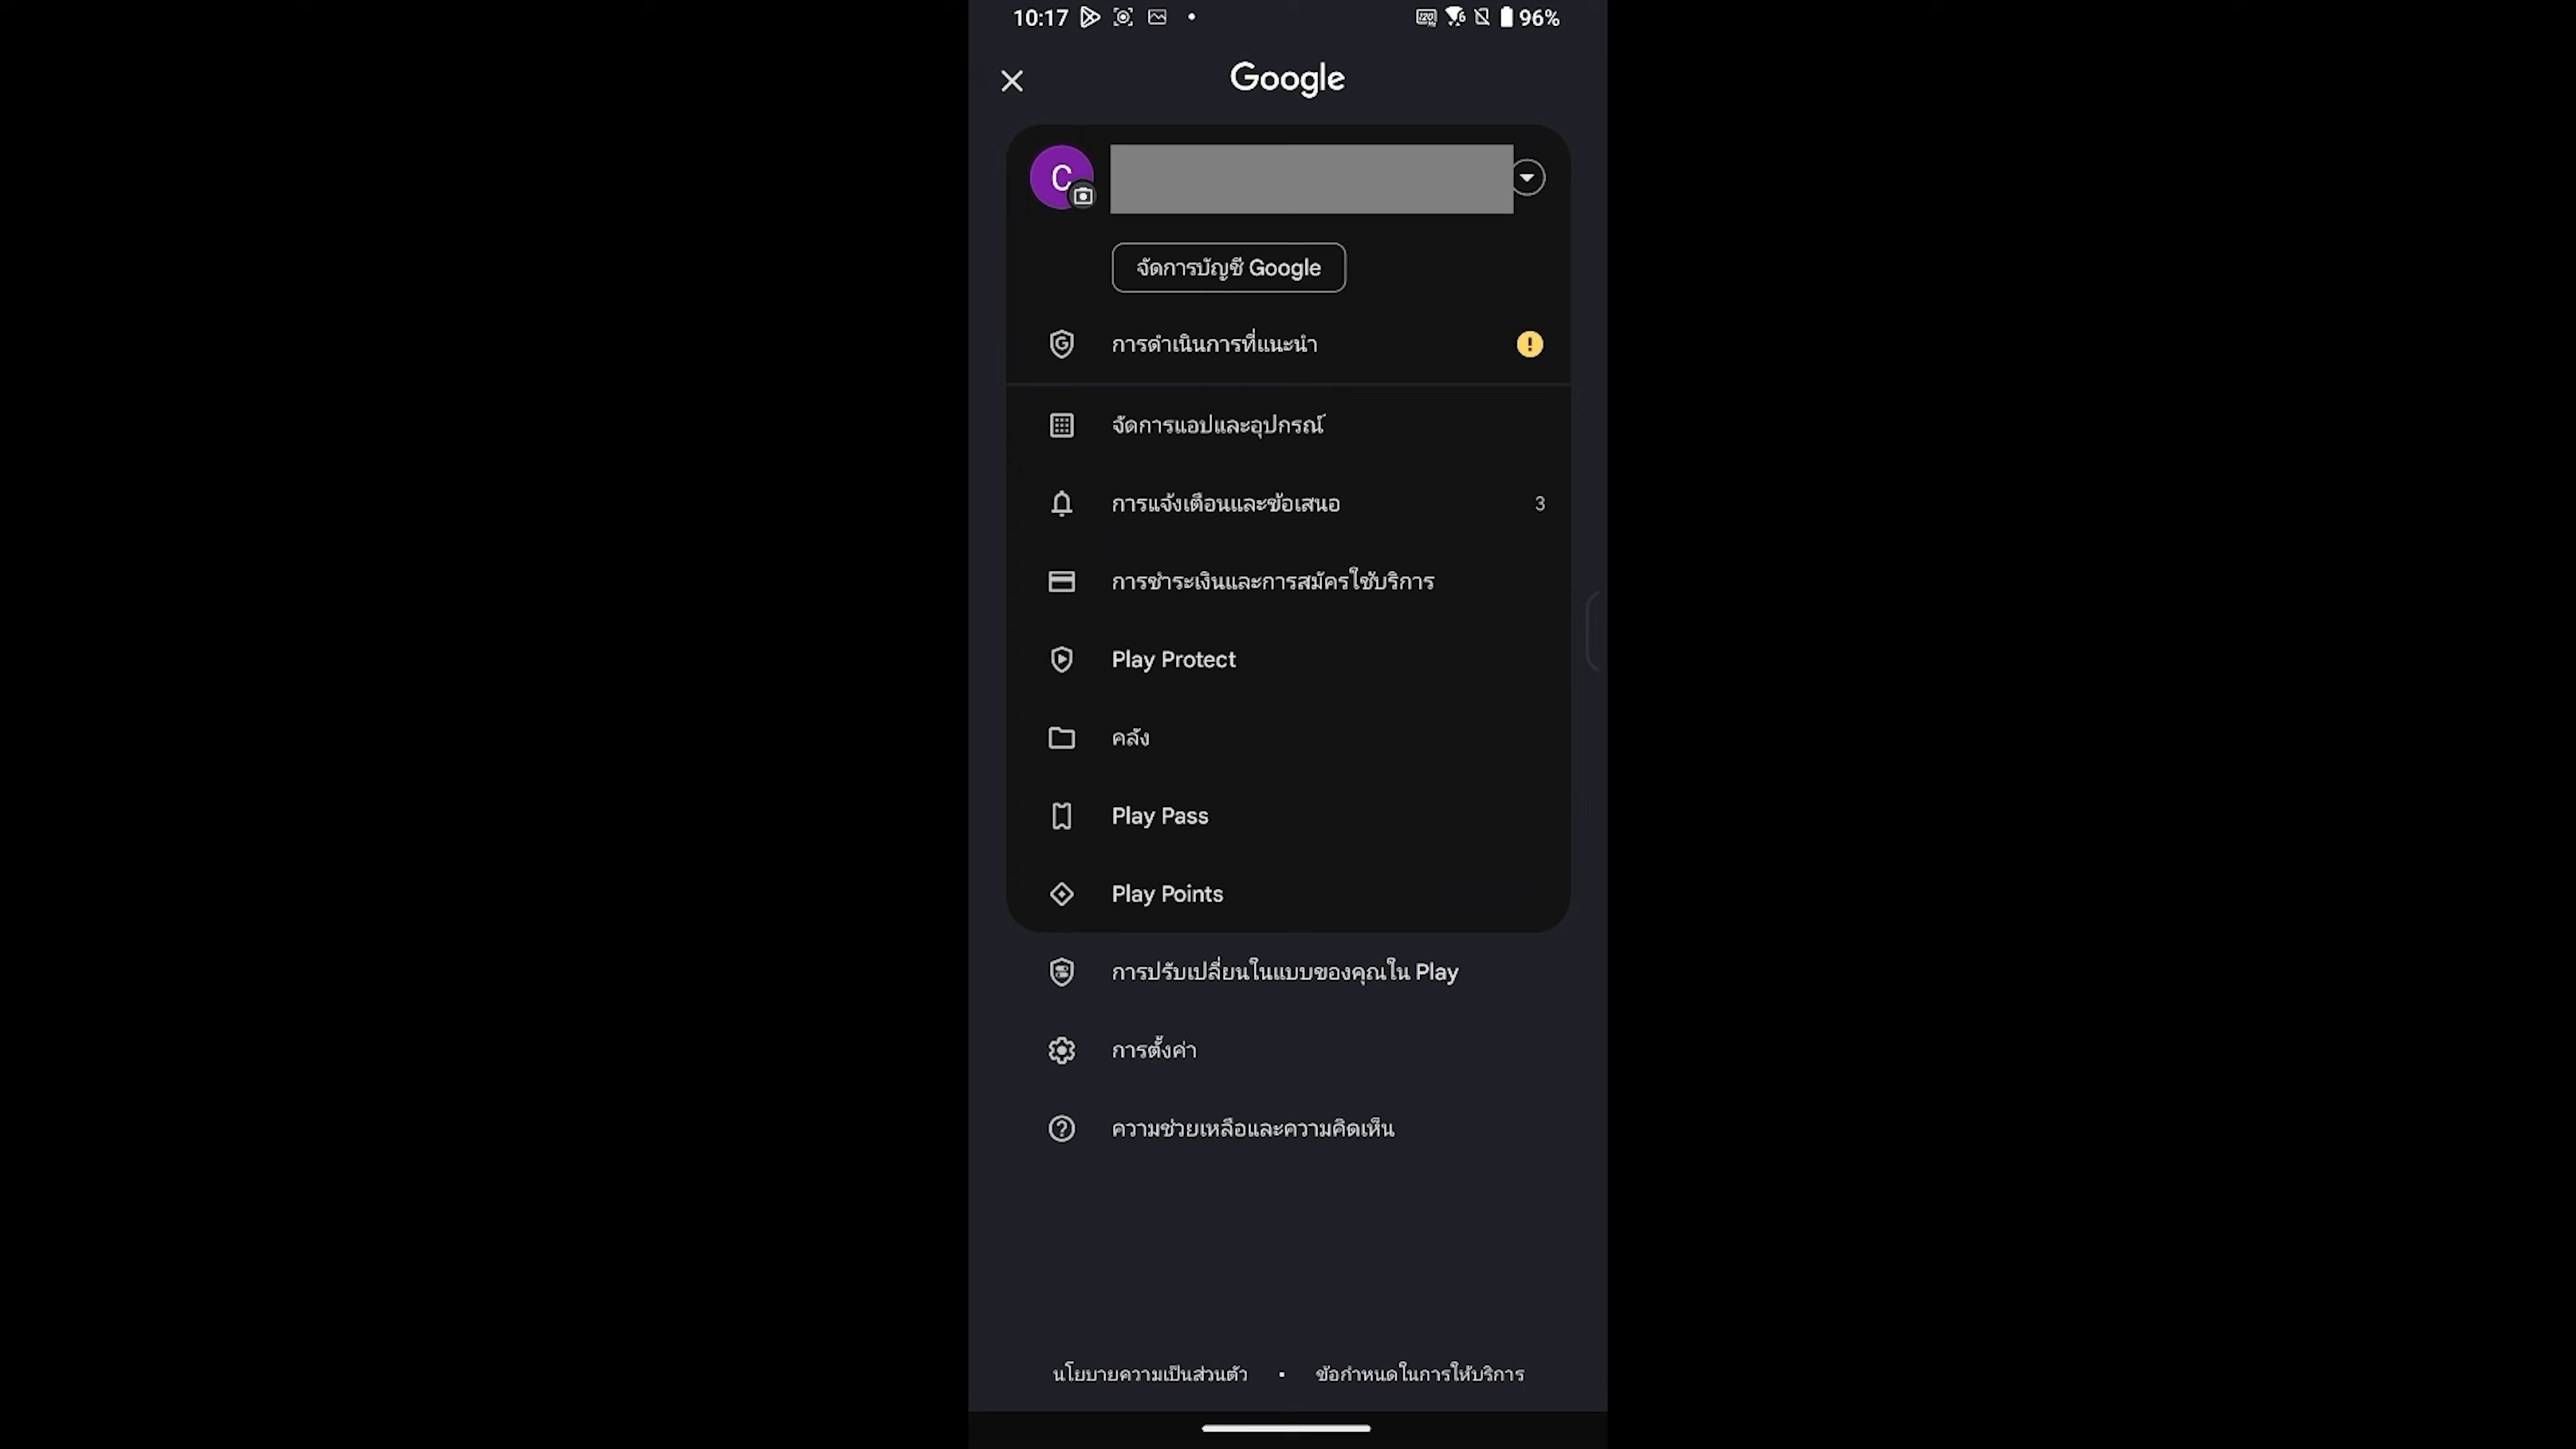 10:17 96%
Google
C
จัดการบัญชี Google
การดำเนินการที่แนะนำ
จัดการแอปและอุปกรณ์
การแจ้งเตือนและข้อเสนอ 3
การชำระเงินและการสมัครใช้บริการ
Play Protect
คลัง
Play Pass
Play Points
การปรับเปลี่ยนในแบบของคุณใน Play
การตั้งค่า
ความช่วยเหลือและความคิดเห็น
นโยบายความเป็นส่วนตัว • ข้อกำหนดในการให้บริการ